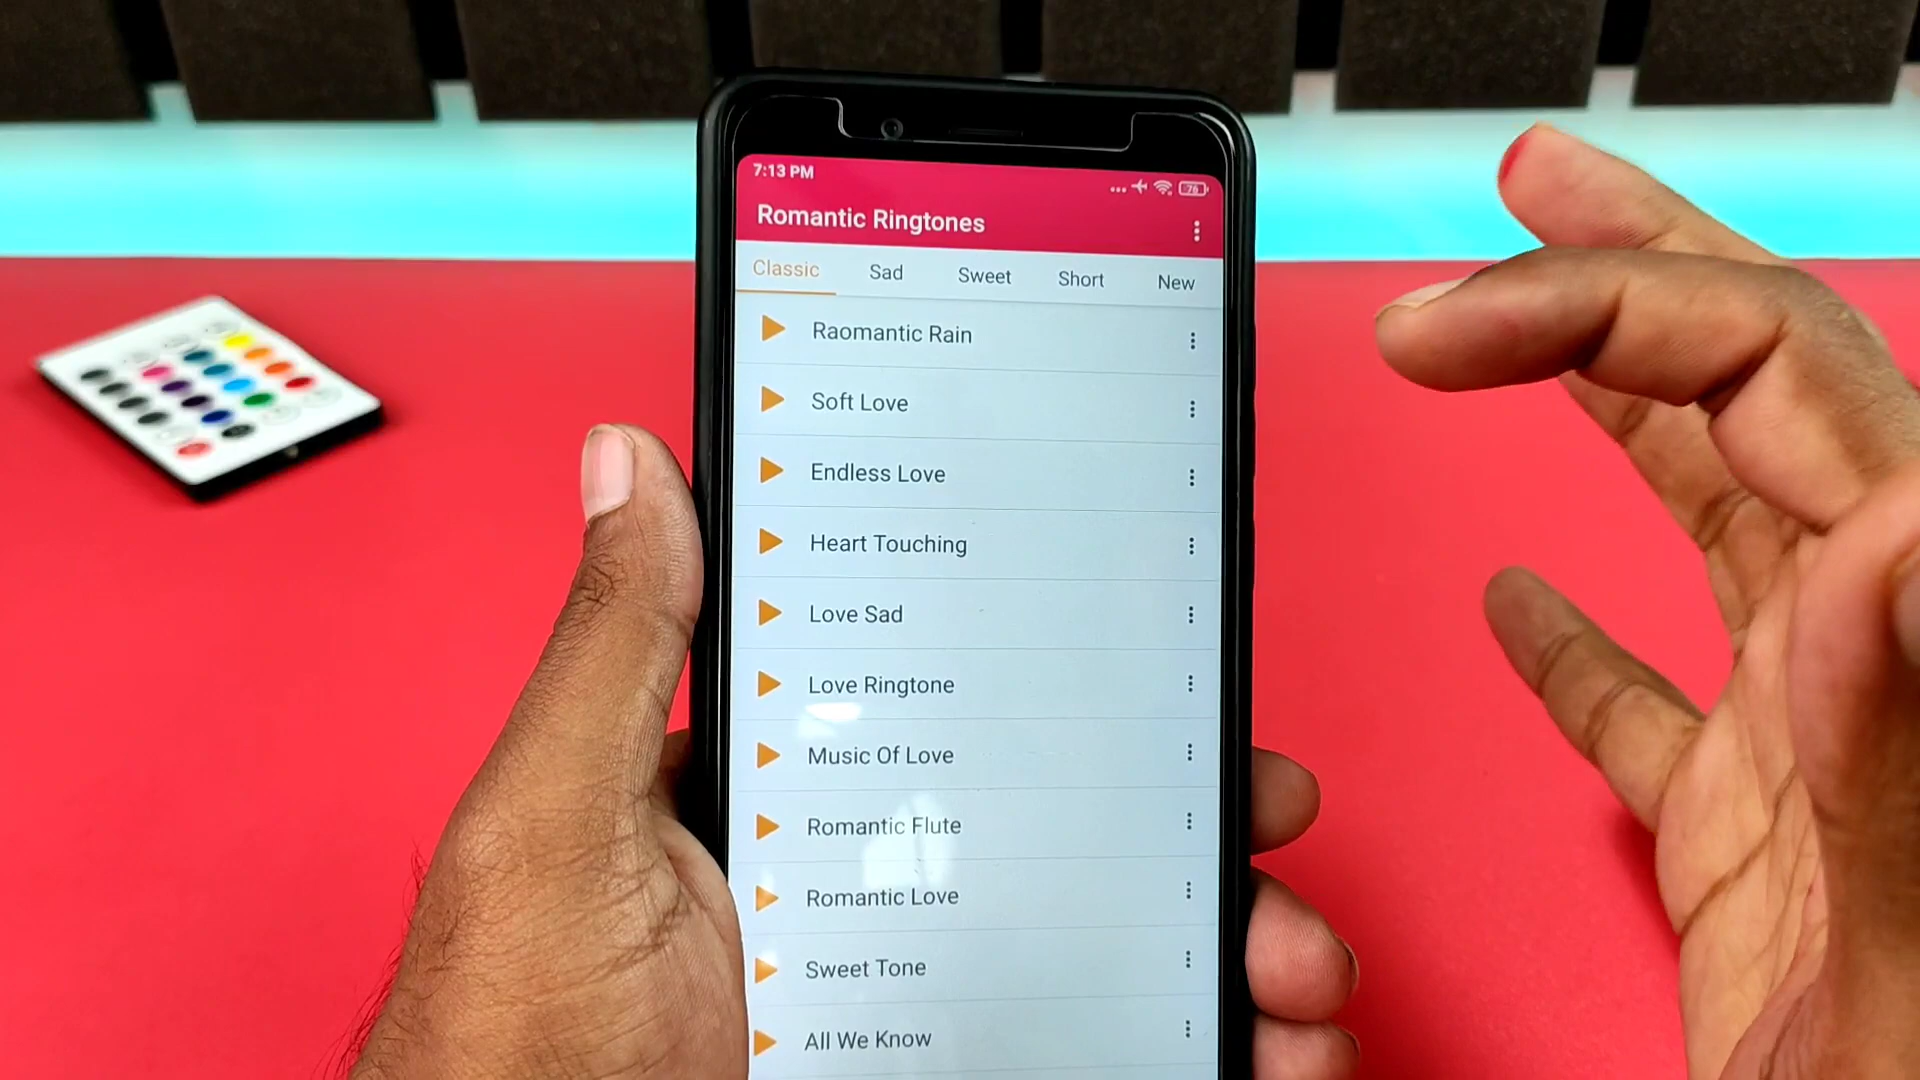 7:13 PM
76
Romantic Ringtones
Classic Sad Sweet Short New
Raomantic Rain
Soft Love
Endless Love
Heart Touching
Love Sad
Love Ringtone
Music Of Love
Romantic Flute
Romantic Love
Sweet Tone
All We Know